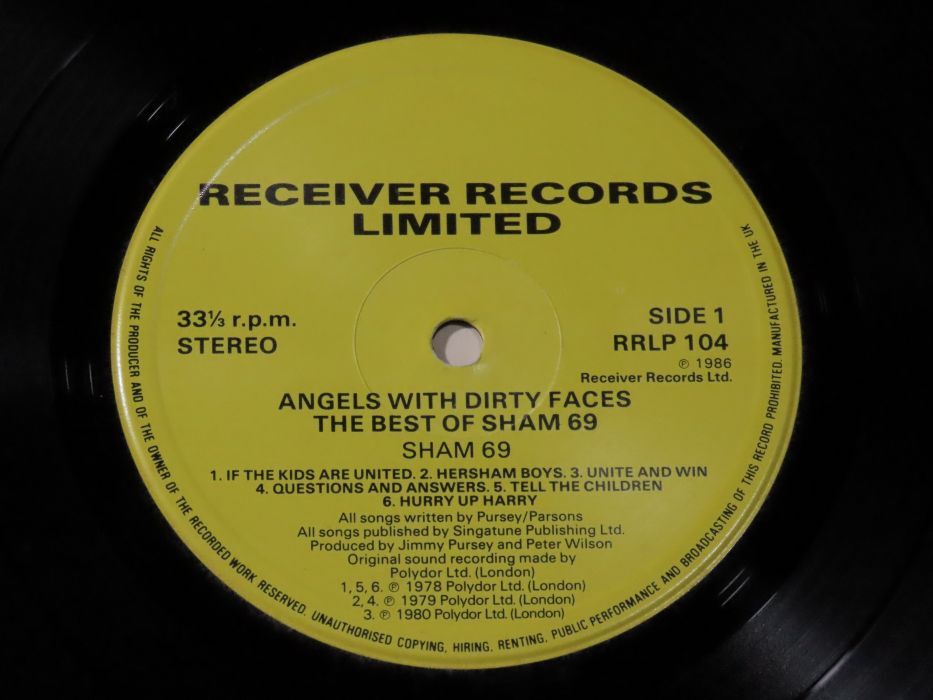 RECEIVER RECORDS
LIMITED
33⅓ r.p.m.
STEREO
SIDE 1
RRLP 104
℗ 1986
Receiver Records Ltd.
ANGELS WITH DIRTY FACES
THE BEST OF SHAM 69
SHAM 69
1. IF THE KIDS ARE UNITED. 2. HERSHAM BOYS. 3. UNITE AND WIN
4. QUESTIONS AND ANSWERS. 5. TELL THE CHILDREN
6. HURRY UP HARRY
All songs written by Pursey/Parsons
All songs published by Singatune Publishing Ltd.
Produced by Jimmy Pursey and Peter Wilson
Original sound recording made by
Polydor Ltd. (London)
1, 5, 6. ℗ 1978 Polydor Ltd. (London)
2, 4. ℗ 1979 Polydor Ltd. (London)
3. ℗ 1980 Polydor Ltd. (London)
ALL RIGHTS OF THE PRODUCER AND OF THE OWNER OF THE RECORDED WORK RESERVED. UNAUTHORISED COPYING, HIRING, RENTING, PUBLIC PERFORMANCE AND BROADCASTING OF THIS RECORD PROHIBITED. MANUFACTURED IN THE UK